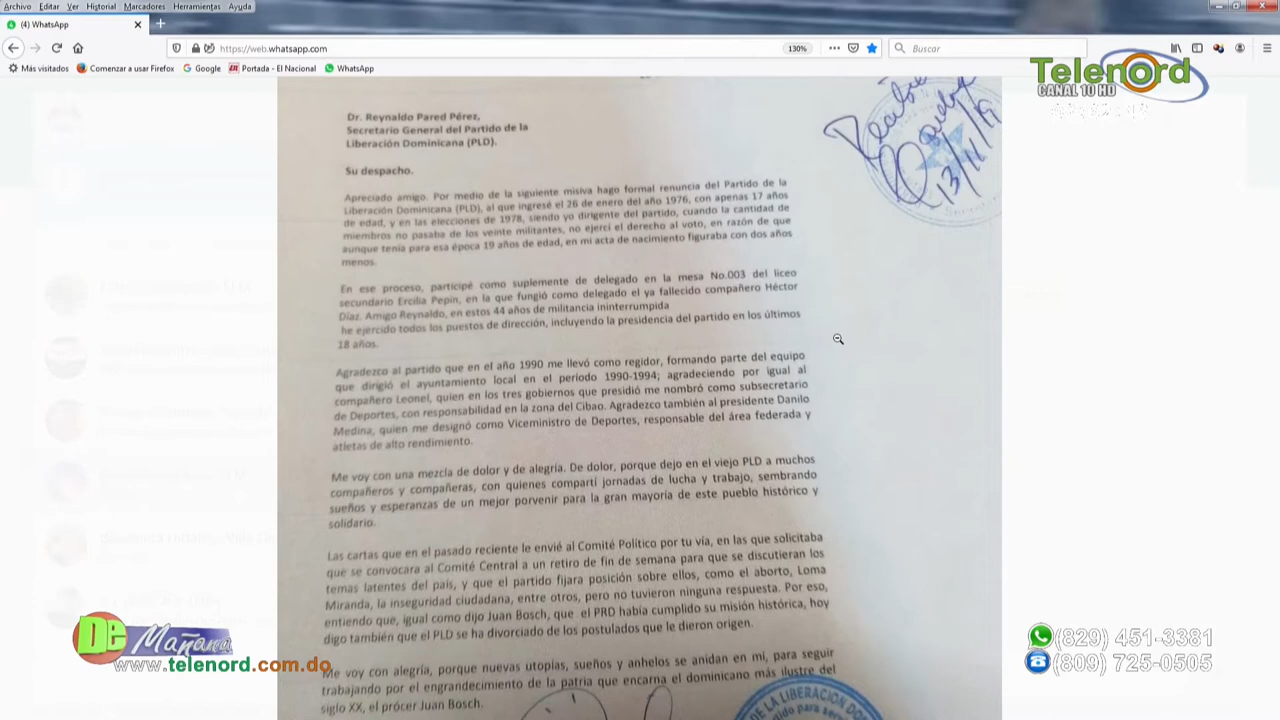 Archivo Editar Ver Historial Marcadores Herramientas Ayuda
(4) WhatsApp
https://web.whatsapp.com
130%
Buscar
Más visitados Comenzar a usar Firefox Google Portada - El Nacional WhatsApp
Telenord
CANAL 10 HD
Recibido
13/11/19
Dr. Reynaldo Pared Pérez,
Secretario General del Partido de la
Liberación Dominicana (PLD).
Su despacho.
Apreciado amigo. Por medio de la siguiente misiva hago formal renuncia del Partido de la
Liberación Dominicana (PLD), al que ingresé el 26 de enero del año 1976, con apenas 17 años
de edad, y en las elecciones de 1978, siendo yo dirigente del partido, cuando la cantidad de
miembros no pasaba de los veinte militantes, no ejercí el derecho al voto, en razón de que
aunque tenía para esa época 19 años de edad, en mi acta de nacimiento figuraba con dos años
menos.
En ese proceso, participé como suplemente de delegado en la mesa No.003 del liceo
secundario Ercilia Pepín, en la que fungió como delegado el ya fallecido compañero Héctor
Díaz. Amigo Reynaldo, en estos 44 años de militancia ininterrumpida
he ejercido todos los puestos de dirección, incluyendo la presidencia del partido en los últimos
18 años.
Agradezco al partido que en el año 1990 me llevó como regidor, formando parte del equipo
que dirigió el ayuntamiento local en el periodo 1990-1994; agradeciendo por igual al
compañero Leonel, quien en los tres gobiernos que presidió me nombró como subsecretario
de Deportes, con responsabilidad en la zona del Cibao. Agradezco también al presidente Danilo
Medina, quien me designó como Viceministro de Deportes, responsable del área federada y
atletas de alto rendimiento.
Me voy con una mezcla de dolor y de alegría. De dolor, porque dejo en el viejo PLD a muchos
compañeros y compañeras, con quienes compartí jornadas de lucha y trabajo, sembrando
sueños y esperanzas de un mejor porvenir para la gran mayoría de este pueblo histórico y
solidario.
Las cartas que en el pasado reciente le envié al Comité Político por tu vía, en las que solicitaba
que se convocara al Comité Central a un retiro de fin de semana para que se discutieran los
temas latentes del país, y que el partido fijara posición sobre ellos, como el aborto, Loma
Miranda, la inseguridad ciudadana, entre otros, pero no tuvieron ninguna respuesta. Por eso,
entiendo que, igual como dijo Juan Bosch, que el PRD había cumplido su misión histórica, hoy
digo también que el PLD se ha divorciado de los postulados que le dieron origen.
Me voy con alegría, porque nuevas utopías, sueños y anhelos se anidan en mi, para seguir
trabajando por el engrandecimiento de la patria que encarna el dominicano más ilustre del
siglo XX, el prócer Juan Bosch.
DE LA LIBERACION DOM
De Mañana
www.telenord.com.do
(829) 451-3381
(809) 725-0505